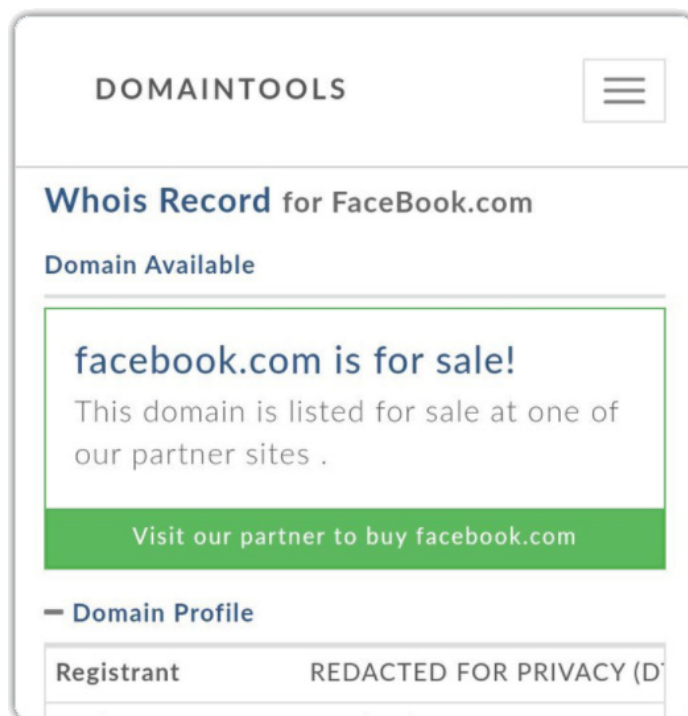 DOMAINTOOLS
Whois Record for FaceBook.com
Domain Available
facebook.com is for sale!
This domain is listed for sale at one of
our partner sites .
Visit our partner to buy facebook.com
Domain Profile
Registrant REDACTED FOR PRIVACY (D